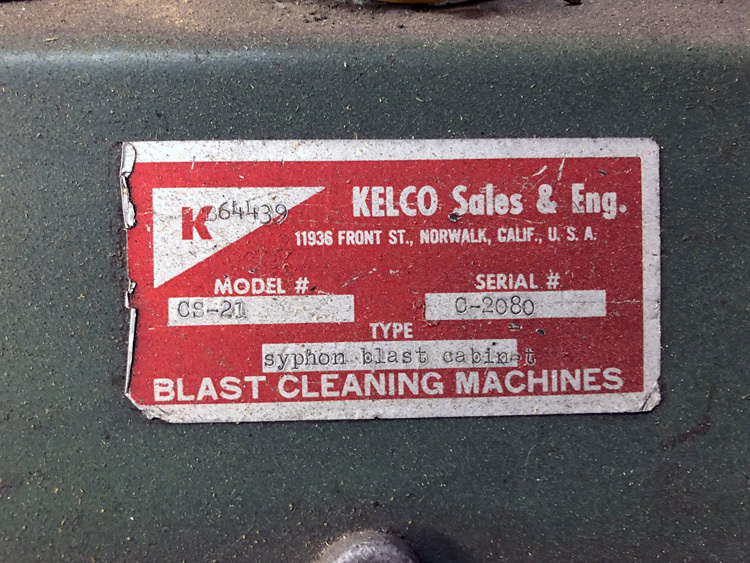 K 864439
KELCO Sales & Eng.
11936 FRONT ST., NORWALK, CALIF., U. S. A.
MODEL # SERIAL #
CS-21 C-2080
TYPE
syphon blast cabinet
BLAST CLEANING MACHINES